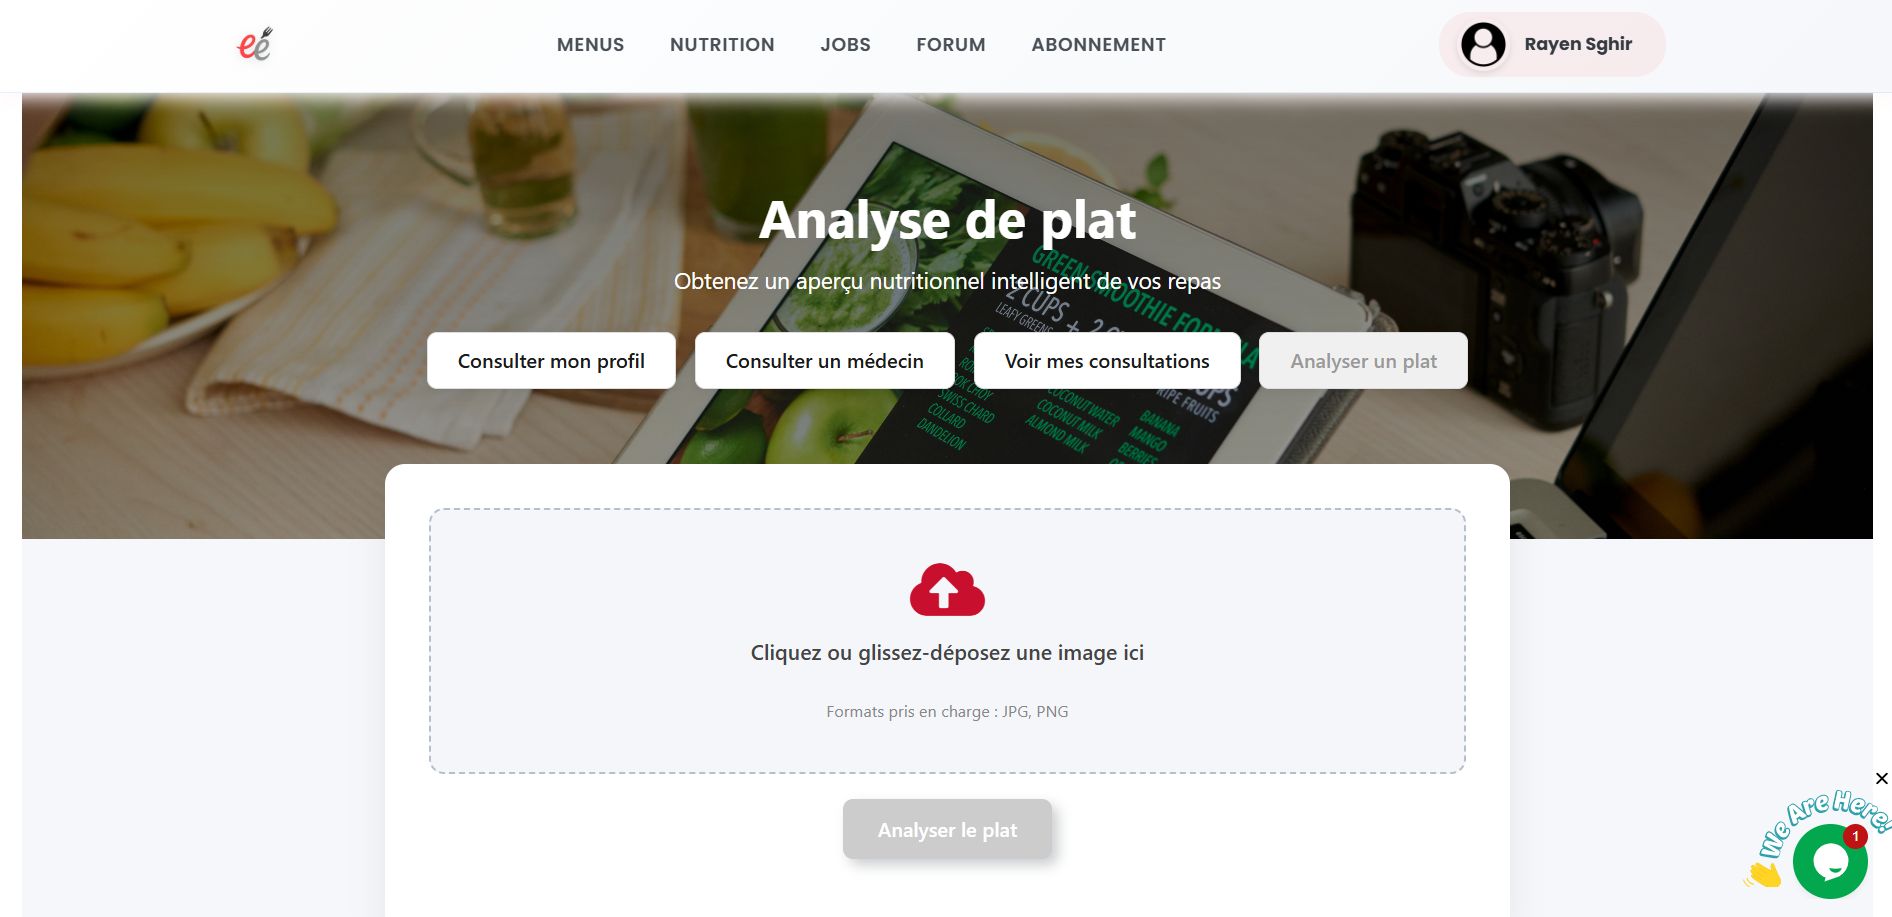 eé
MENUS
NUTRITION
JOBS
FORUM
ABONNEMENT
Rayen Sghir
Analyse de plat
Obtenez un aperçu nutritionnel intelligent de vos repas
GREEN SMOOTHIE
2 CUPS +
LEAFY GREENS
Consulter mon profil
Consulter un médecin
Voir mes consultations
Analyser un plat
RIPE FRUITS
SWISS CHARD
COLLARD
DANDELION
COCONUT WATER
COCONUT MILK
ALMOND MILK
BANANA
MANGO
BERRIES
Cliquez ou glissez-déposez une image ici
Formats pris en charge : JPG, PNG
Analyser le plat
We Are Here!
1